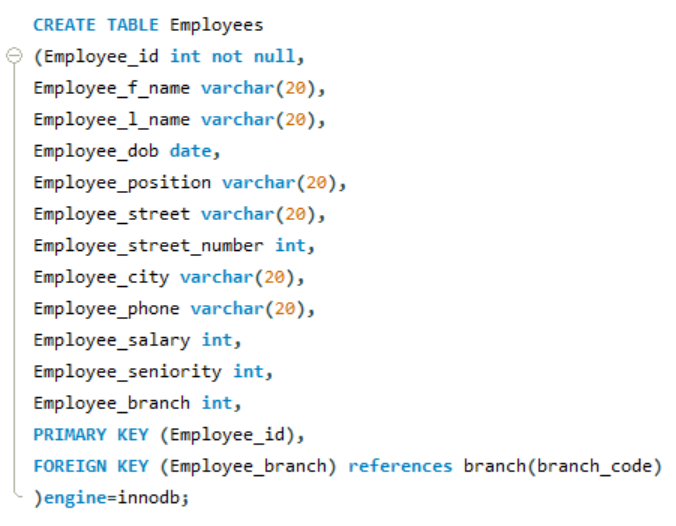 CREATE TABLE Employees
(Employee_id int not null,
Employee_f_name varchar(20),
Employee_l_name varchar(20),
Employee_dob date,
Employee_position varchar(20),
Employee_street varchar(20),
Employee_street_number int,
Employee_city varchar(20),
Employee_phone varchar(20),
Employee_salary int,
Employee_seniority int,
Employee_branch int,
PRIMARY KEY (Employee_id),
FOREIGN KEY (Employee_branch) references branch(branch_code)
)engine=innodb;